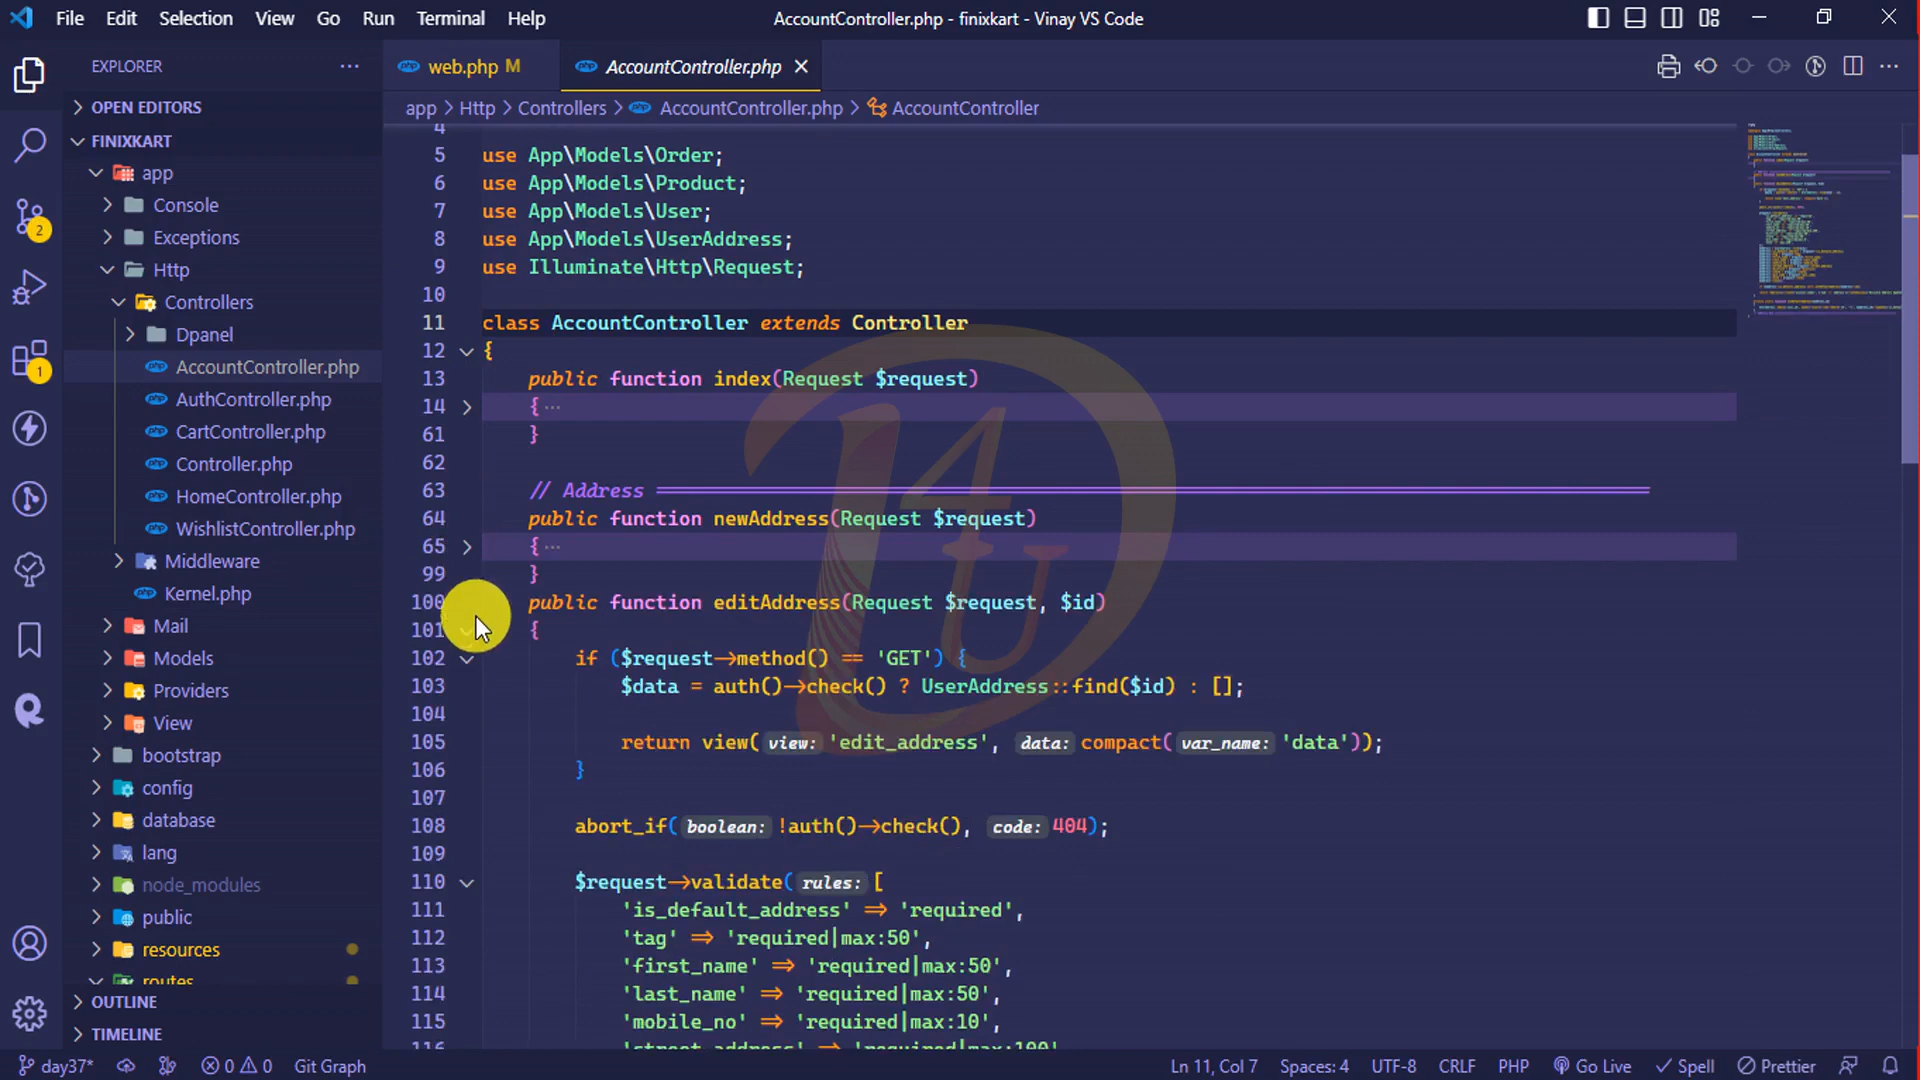 File Edit Selection View Go Run Terminal Help
AccountController.php - finixkart - Vinay VS Code
EXPLORER
web.php M
AccountController.php
OPEN EDITORS
app > Http > Controllers > AccountController.php > AccountController
FINIXKART
app
Console
Exceptions
Http
Controllers
Dpanel
AccountController.php
AuthController.php
CartController.php
Controller.php
HomeController.php
WishlistController.php
Middleware
Kernel.php
Mail
Models
Providers
View
bootstrap
config
database
lang
node_modules
public
resources
routes
OUTLINE
TIMELINE
2
1
4
5 use App\Models\Order;
6 use App\Models\Product;
7 use App\Models\User;
8 use App\Models\UserAddress;
9 use Illuminate\Http\Request;
10
11 class AccountController extends Controller
12 {
13 public function index(Request $request)
14 { ...
61 }
62
63 // Address ==========
64 public function newAddress(Request $request)
65 { ...
99 }
100 public function editAddress(Request $request, $id)
101 {
102 if ($request->method() == 'GET') {
103 $data = auth()->check() ? UserAddress::find($id) : [];
104
105 return view( view: 'edit_address', data: compact( var_name: 'data'));
106 }
107
108 abort_if( boolean: !auth()->check(), code: 404);
109
110 $request->validate( rules: [
111 'is_default_address' => 'required',
112 'tag' => 'required|max:50',
113 'first_name' => 'required|max:50',
114 'last_name' => 'required|max:50',
115 'mobile_no' => 'required|max:10',
116 'street_address' => 'required|max:100'
D4U
day37* 0 0 Git Graph
Ln 11, Col 7 Spaces: 4 UTF-8 CRLF PHP Go Live Spell Prettier